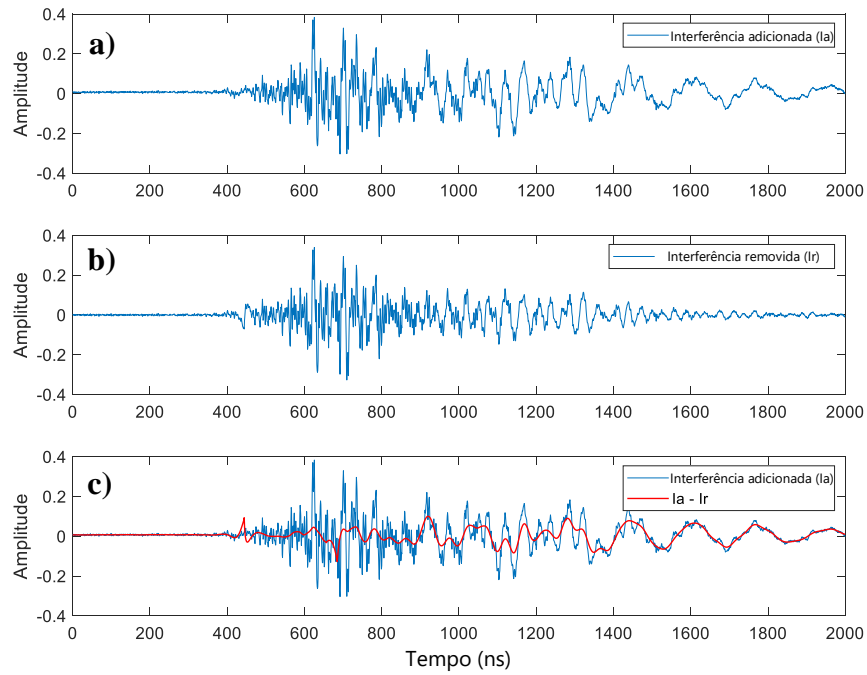 a)
Interferência adicionada (Ia)
Amplitude
0.4
0.2
0
-0.2
-0.4
0 200 400 600 800 1000 1200 1400 1600 1800 2000
b)
Interferência removida (Ir)
Amplitude
0.4
0.2
0
-0.2
-0.4
0 200 400 600 800 1000 1200 1400 1600 1800 2000
c)
Interferência adicionada (Ia)
Ia - Ir
Amplitude
0.4
0.2
0
-0.2
-0.4
0 200 400 600 800 1000 1200 1400 1600 1800 2000
Tempo (ns)